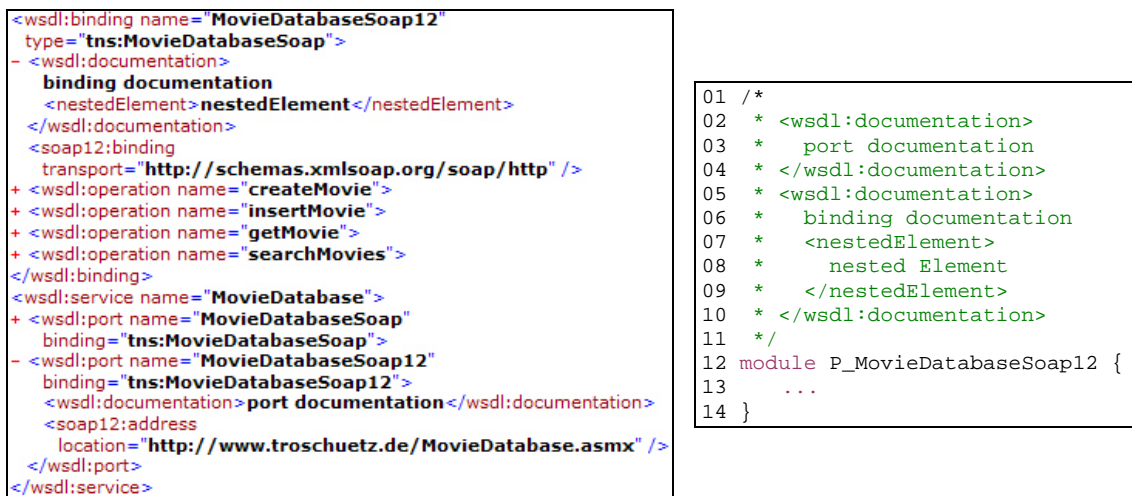 <wsdl:binding name="MovieDatabaseSoap12"
type="tns:MovieDatabaseSoap">
- <wsdl:documentation>
binding documentation
<nestedElement>nestedElement</nestedElement>
</wsdl:documentation>
<soap12:binding
transport="http://schemas.xmlsoap.org/soap/http" />
+ <wsdl:operation name="createMovie">
+ <wsdl:operation name="insertMovie">
+ <wsdl:operation name="getMovie">
+ <wsdl:operation name="searchMovies">
</wsdl:binding>
<wsdl:service name="MovieDatabase">
+ <wsdl:port name="MovieDatabaseSoap"
binding="tns:MovieDatabaseSoap">
- <wsdl:port name="MovieDatabaseSoap12"
binding="tns:MovieDatabaseSoap12">
<wsdl:documentation>port documentation</wsdl:documentation>
<soap12:address
location="http://www.troschuetz.de/MovieDatabase.asmx" />
</wsdl:port>
</wsdl:service>
01 /*
02 * <wsdl:documentation>
03 * port documentation
04 * </wsdl:documentation>
05 * <wsdl:documentation>
06 * binding documentation
07 * <nestedElement>
08 * nested Element
09 * </nestedElement>
10 * </wsdl:documentation>
11 */
12 module P_MovieDatabaseSoap12 {
13 ...
14 }